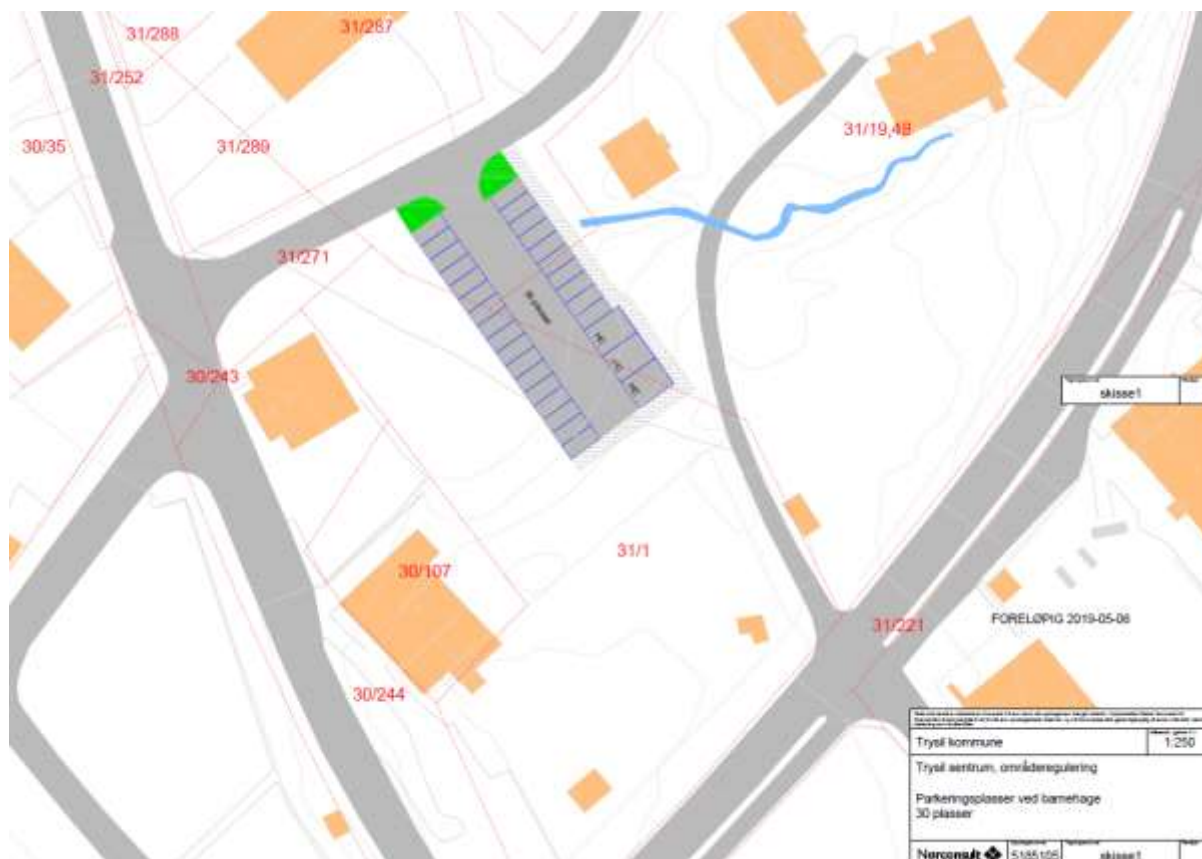 31/288
31/287
31/252
30/35
31/289
31/19,49
31/271
30/243
skisse1
31/1
30/107
31/221
FORELØPIG 2019-05-06
30/244
Trysil kommune
1:250
Trysil sentrum, områderegulering
Parkeringsplasser ved barnehage
30 plasser
Norconsult
5185105
skisse1